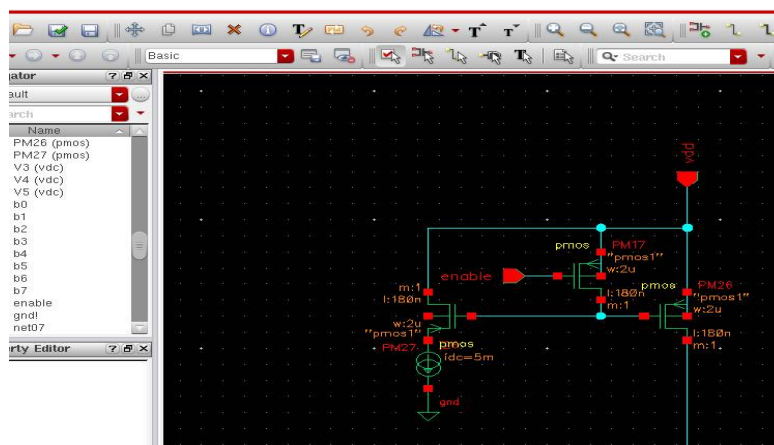 Basic
Search
ator
ault
arch
Name
PM26 (pmos)
PM27 (pmos)
V3 (vdc)
V4 (vdc)
V5 (vdc)
b0
b1
b2
b3
b4
b5
b6
b7
enable
gnd!
net07
erty Editor
vdd
pmos
PM17
"pmos1"
w:2u
l:180n
m:1
enable
pmos
PM26
"pmos1"
w:2u
l:180n
m:1
m:1
l:180n
w:2u
"pmos1"
PM27
pmos
idc=5m
gnd